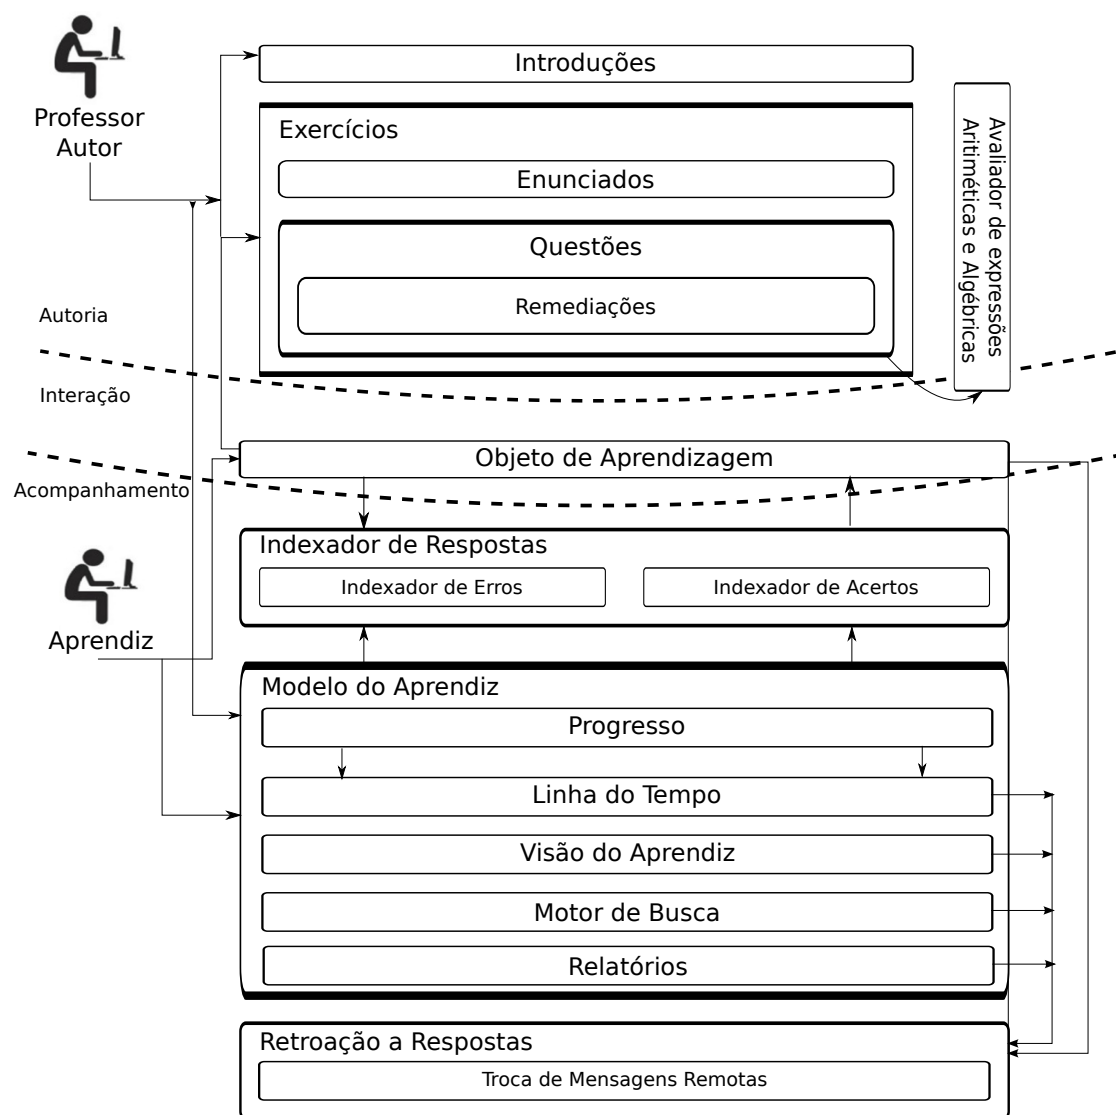 Professor
Autor
Introduções
Exercícios
Enunciados
Questões
Remediações
Avaliador de expressões
Aritiméticas e Algébricas
Autoria
Interação
Objeto de Aprendizagem
Acompanhamento
Indexador de Respostas
Indexador de Erros
Indexador de Acertos
Aprendiz
Modelo do Aprendiz
Progresso
Linha do Tempo
Visão do Aprendiz
Motor de Busca
Relatórios
Retroação a Respostas
Troca de Mensagens Remotas